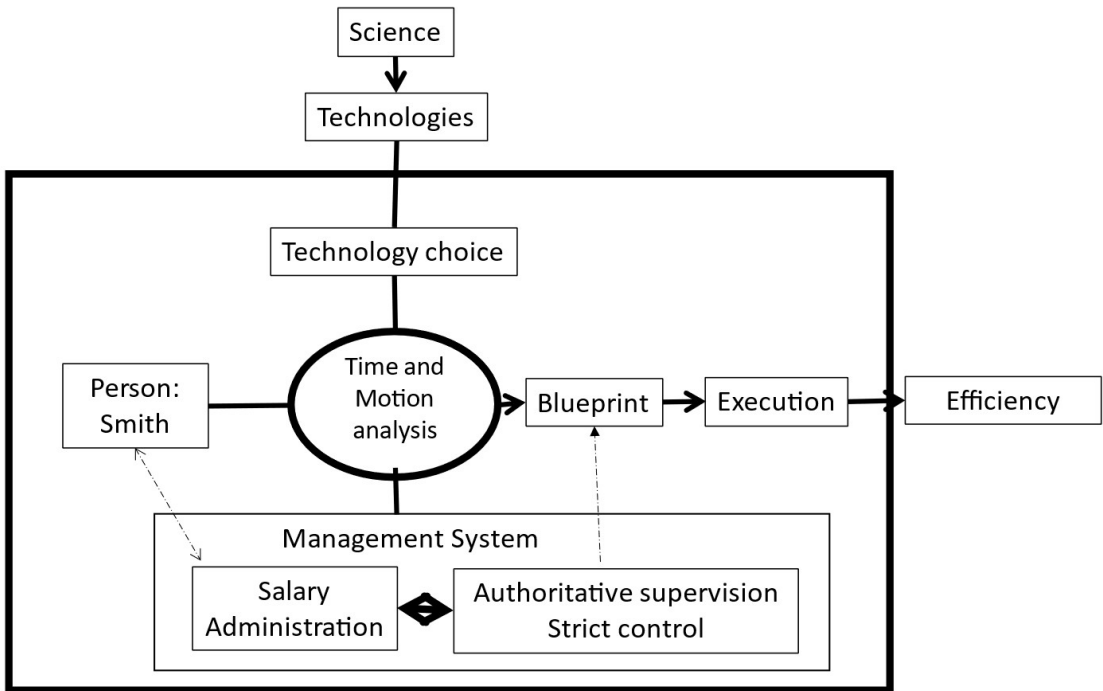 Science
Technologies
Technology choice
Person:
Smith
Time and
Motion
analysis
Blueprint
Execution
Efficiency
Management System
Salary
Administration
Authoritative supervision
Strict control